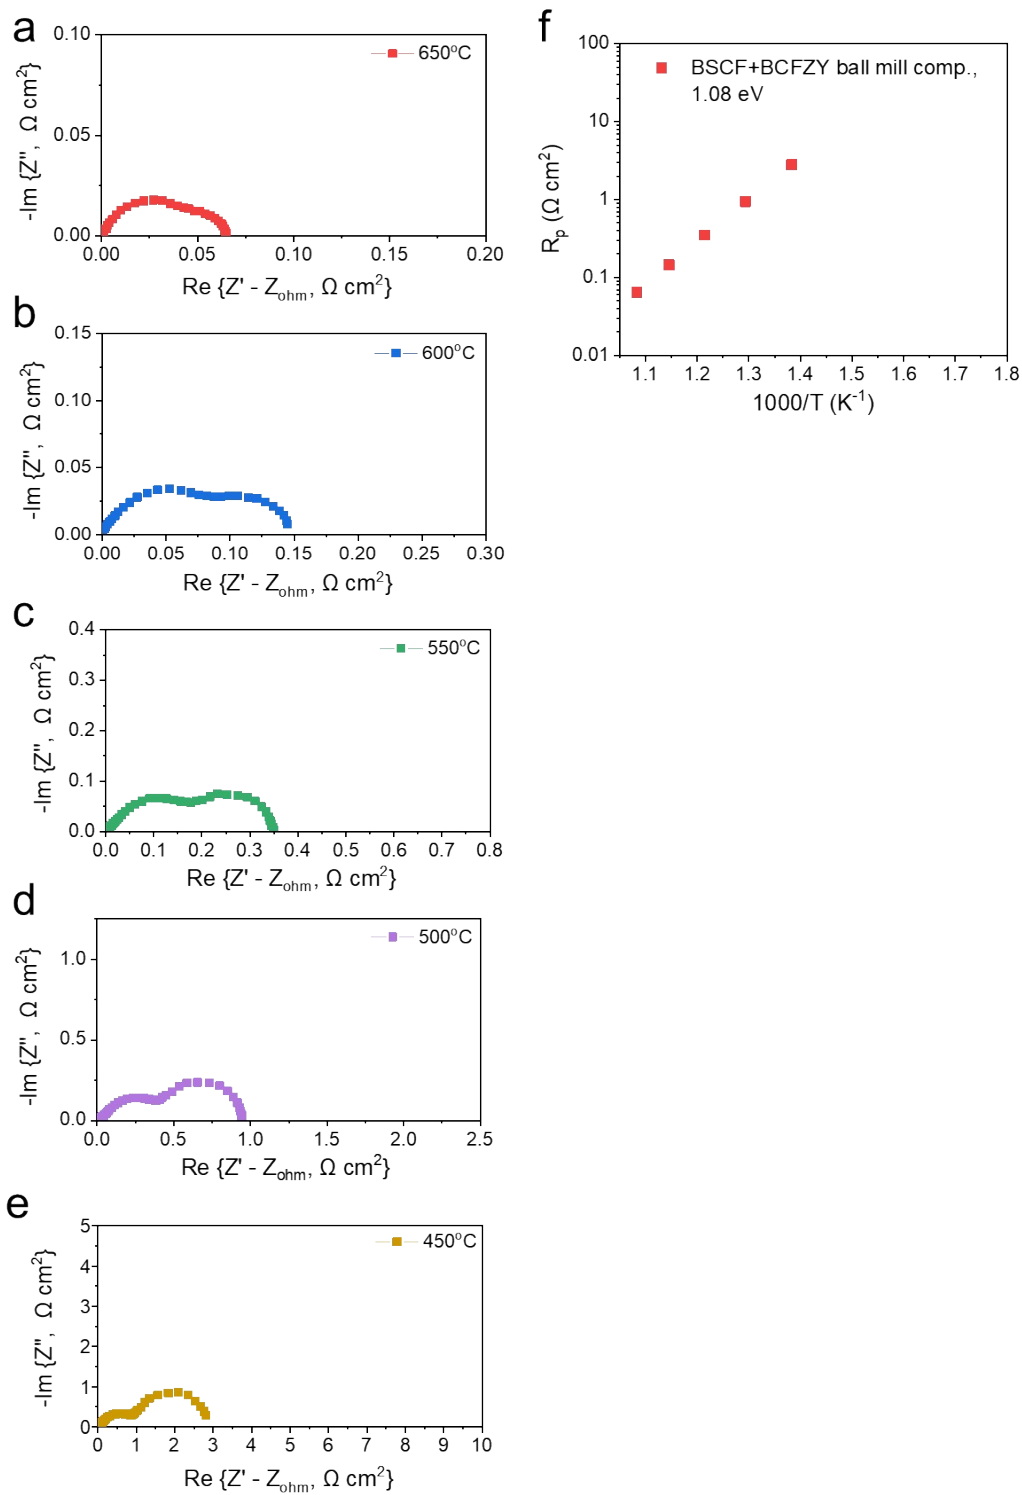 a
0.10
0.05
0.00
0.00
0.05
0.10
0.15
0.20
-Im {Z'', Ω cm²}
650°C
Re {Z' - Zohm, Ω cm²}
b
0.15
0.10
0.05
0.00
0.00
0.05
0.10
0.15
0.20
0.25
0.30
-Im {Z'', Ω cm²}
600°C
Re {Z' - Zohm, Ω cm²}
c
0.4
0.3
0.2
0.1
0.0
0.0
0.1
0.2
0.3
0.4
0.5
0.6
0.7
0.8
-Im {Z'', Ω cm²}
550°C
Re {Z' - Zohm, Ω cm²}
d
1.0
0.5
0.0
0.0
0.5
1.0
1.5
2.0
2.5
-Im {Z'', Ω cm²}
500°C
Re {Z' - Zohm, Ω cm²}
e
5
4
3
2
1
0
0
1
2
3
4
5
6
7
8
9
10
-Im {Z'', Ω cm²}
450°C
Re {Z' - Zohm, Ω cm²}
f
100
10
1
0.1
0.01
1.1
1.2
1.3
1.4
1.5
1.6
1.7
1.8
Rp (Ω cm²)
BSCF+BCFZY ball mill comp.,
1.08 eV
1000/T (K⁻¹)